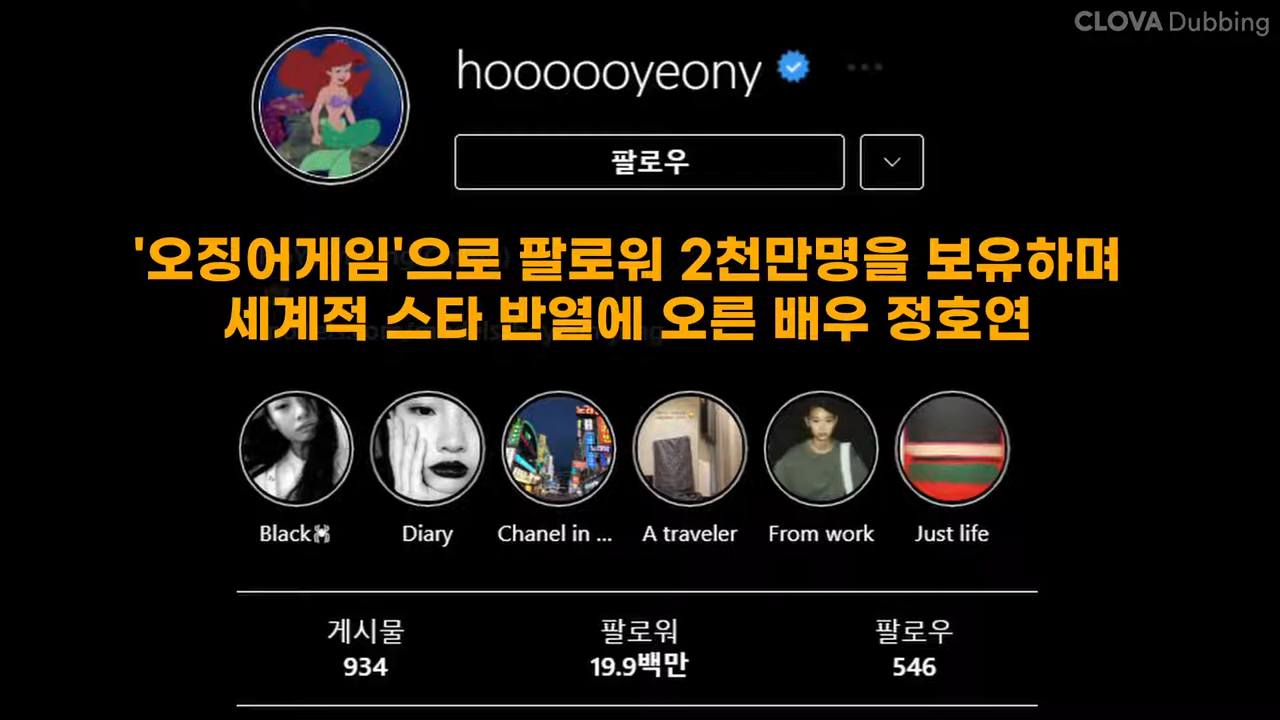 CLOVA Dubbing
hoooooyeony
팔로우
'오징어게임'으로 팔로워 2천만명을 보유하며
세계적 스타 반열에 오른 배우 정호연
Black🕷 Diary Chanel in ... A traveler From work Just life
게시물 팔로워 팔로우
934 19.9백만 546